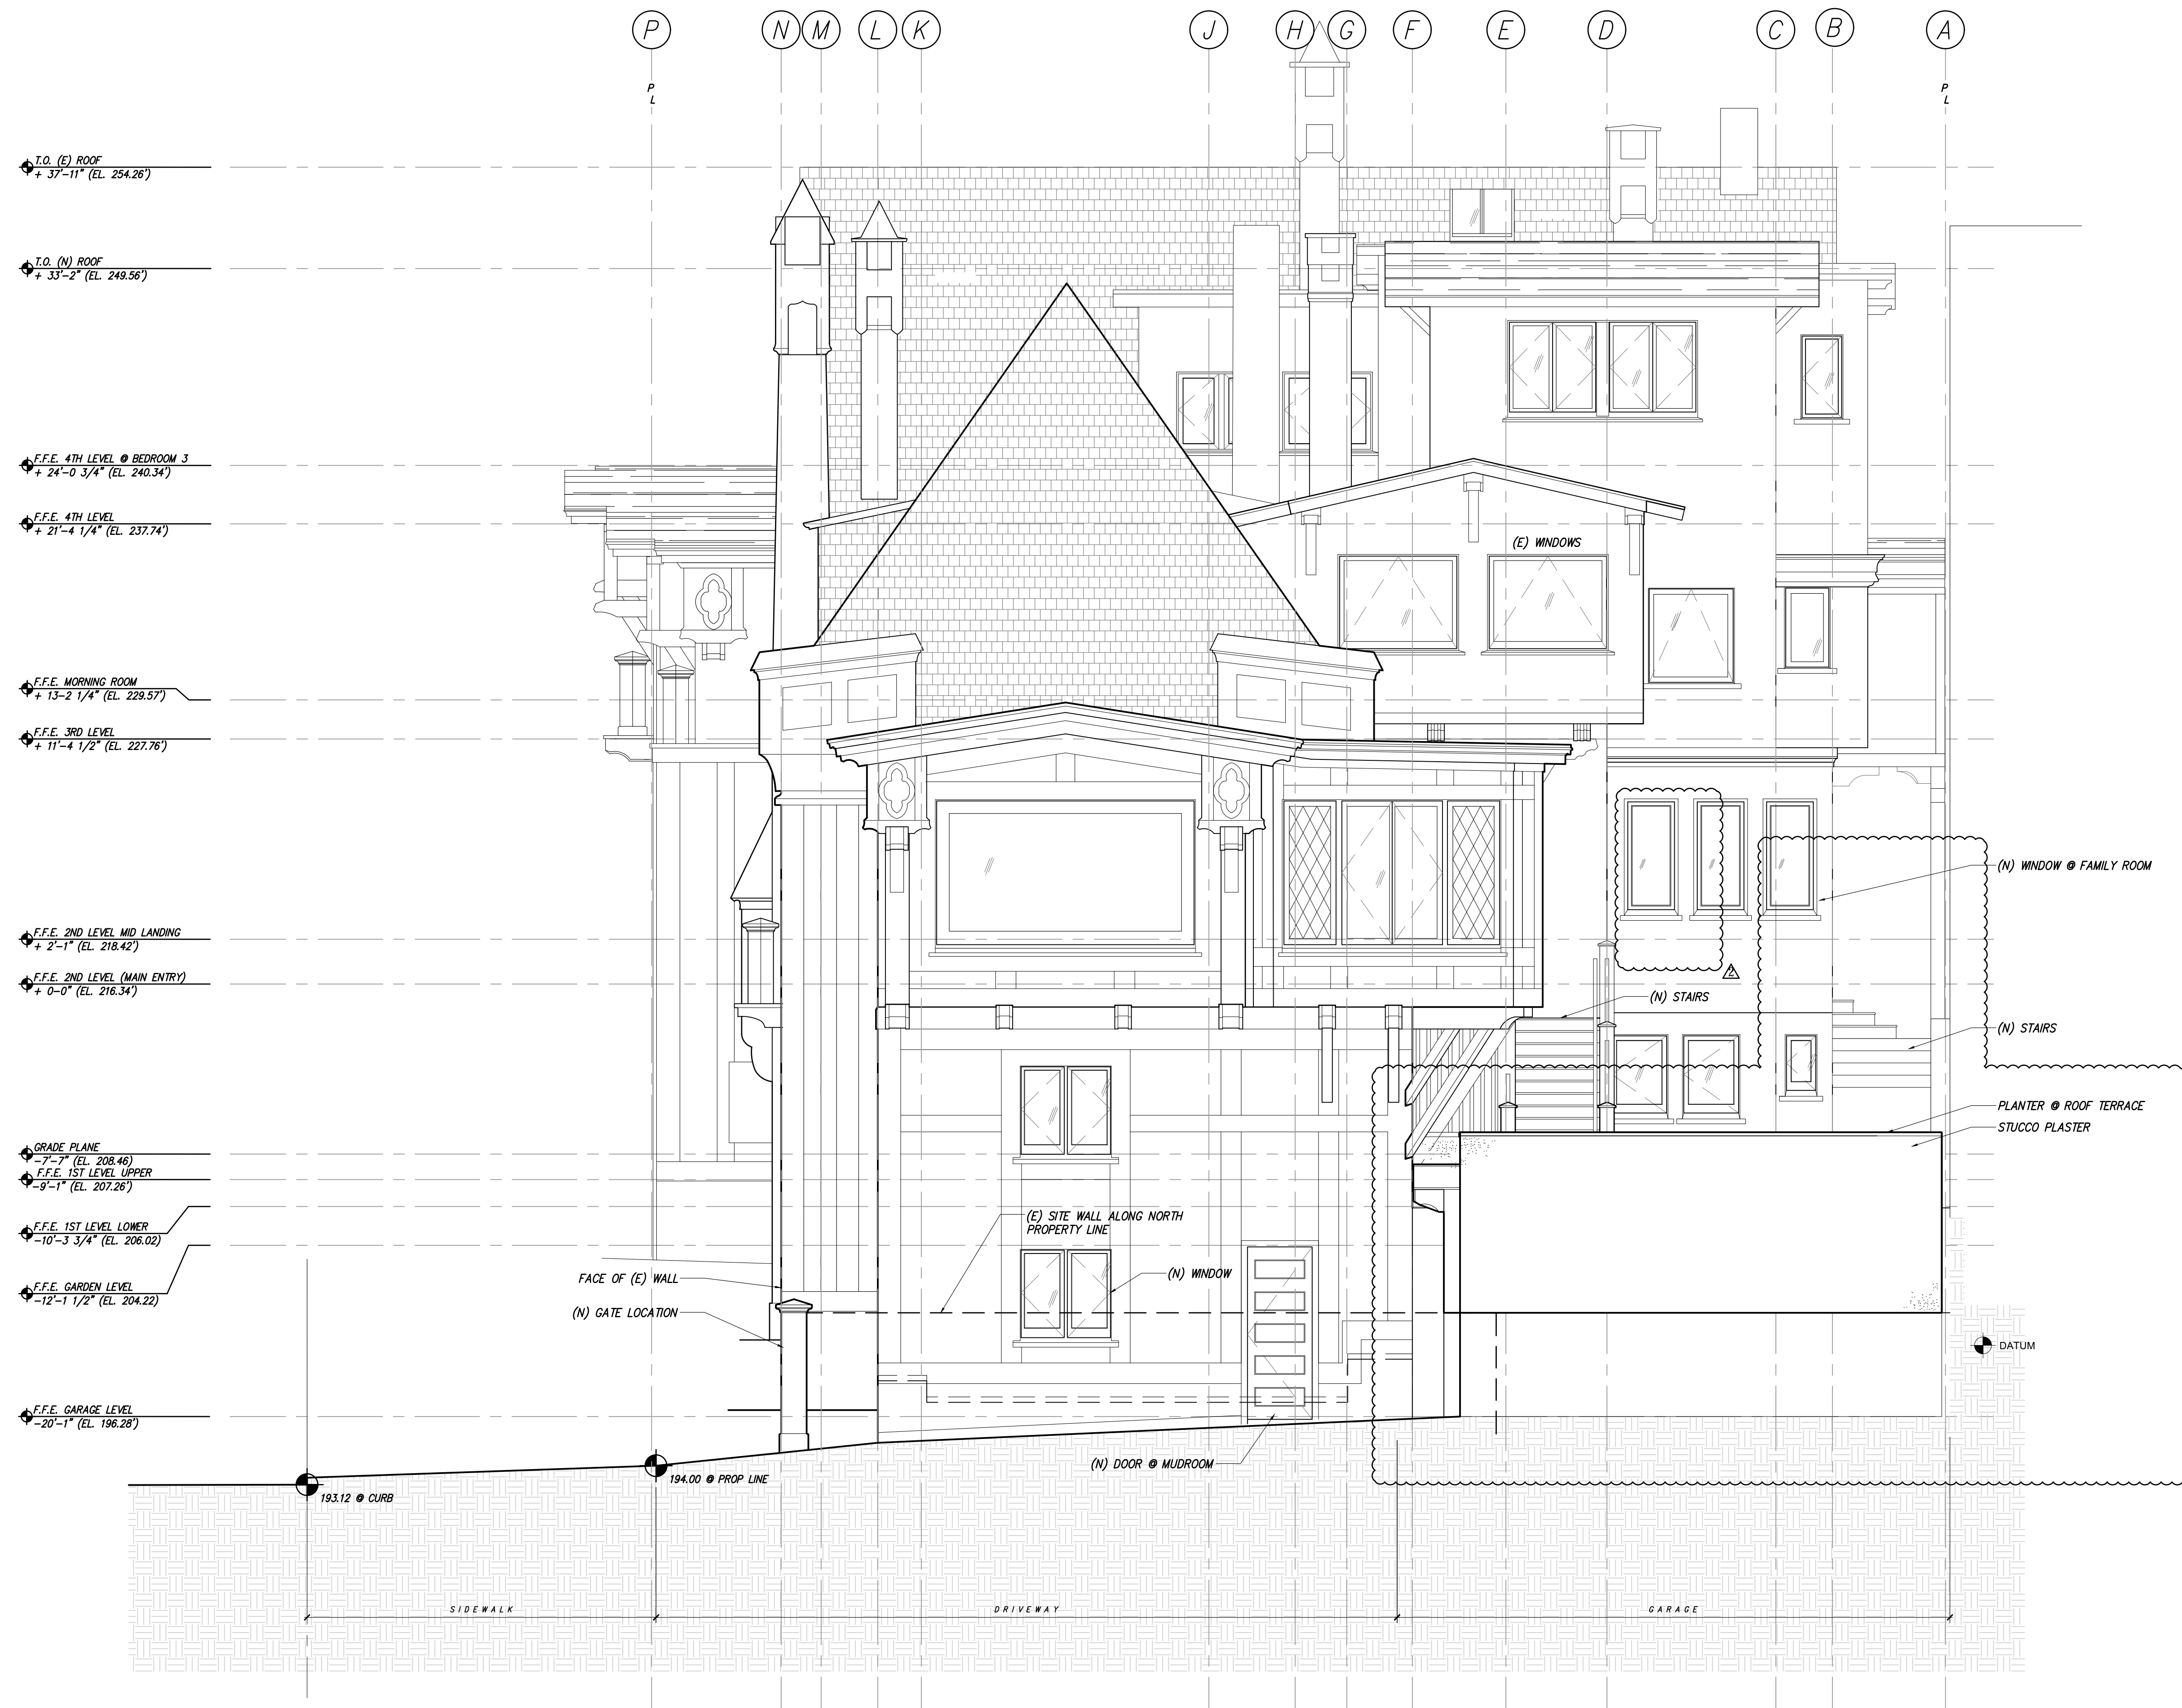 P N M L K J H G F E D C B A
P
L
P
L
T.O. (E) ROOF
+ 37'-11" (EL. 254.26')
T.O. (N) ROOF
+ 33'-2" (EL. 249.56')
F.F.E. 4TH LEVEL @ BEDROOM 3
+ 24'-0 3/4" (EL. 240.34')
F.F.E. 4TH LEVEL
+ 21'-4 1/4" (EL. 237.74')
(E) WINDOWS
F.F.E. MORNING ROOM
+ 13-2 1/4" (EL. 229.57')
F.F.E. 3RD LEVEL
+ 11'-4 1/2" (EL. 227.76')
(N) WINDOW @ FAMILY ROOM
F.F.E. 2ND LEVEL MID LANDING
+ 2'-1" (EL. 218.42')
F.F.E. 2ND LEVEL (MAIN ENTRY)
+ 0-0" (EL. 216.34')
2
(N) STAIRS
(N) STAIRS
PLANTER @ ROOF TERRACE
STUCCO PLASTER
GRADE PLANE
-7'-7" (EL. 208.46)
F.F.E. 1ST LEVEL UPPER
-9'-1" (EL. 207.26')
F.F.E. 1ST LEVEL LOWER
-10'-3 3/4" (EL. 206.02)
(E) SITE WALL ALONG NORTH
PROPERTY LINE
FACE OF (E) WALL
(N) WINDOW
F.F.E. GARDEN LEVEL
-12'-1 1/2" (EL. 204.22)
(N) GATE LOCATION
DATUM
F.F.E. GARAGE LEVEL
-20'-1" (EL. 196.28')
(N) DOOR @ MUDROOM
194.00 @ PROP LINE
193.12 @ CURB
SIDEWALK
DRIVEWAY
GARAGE